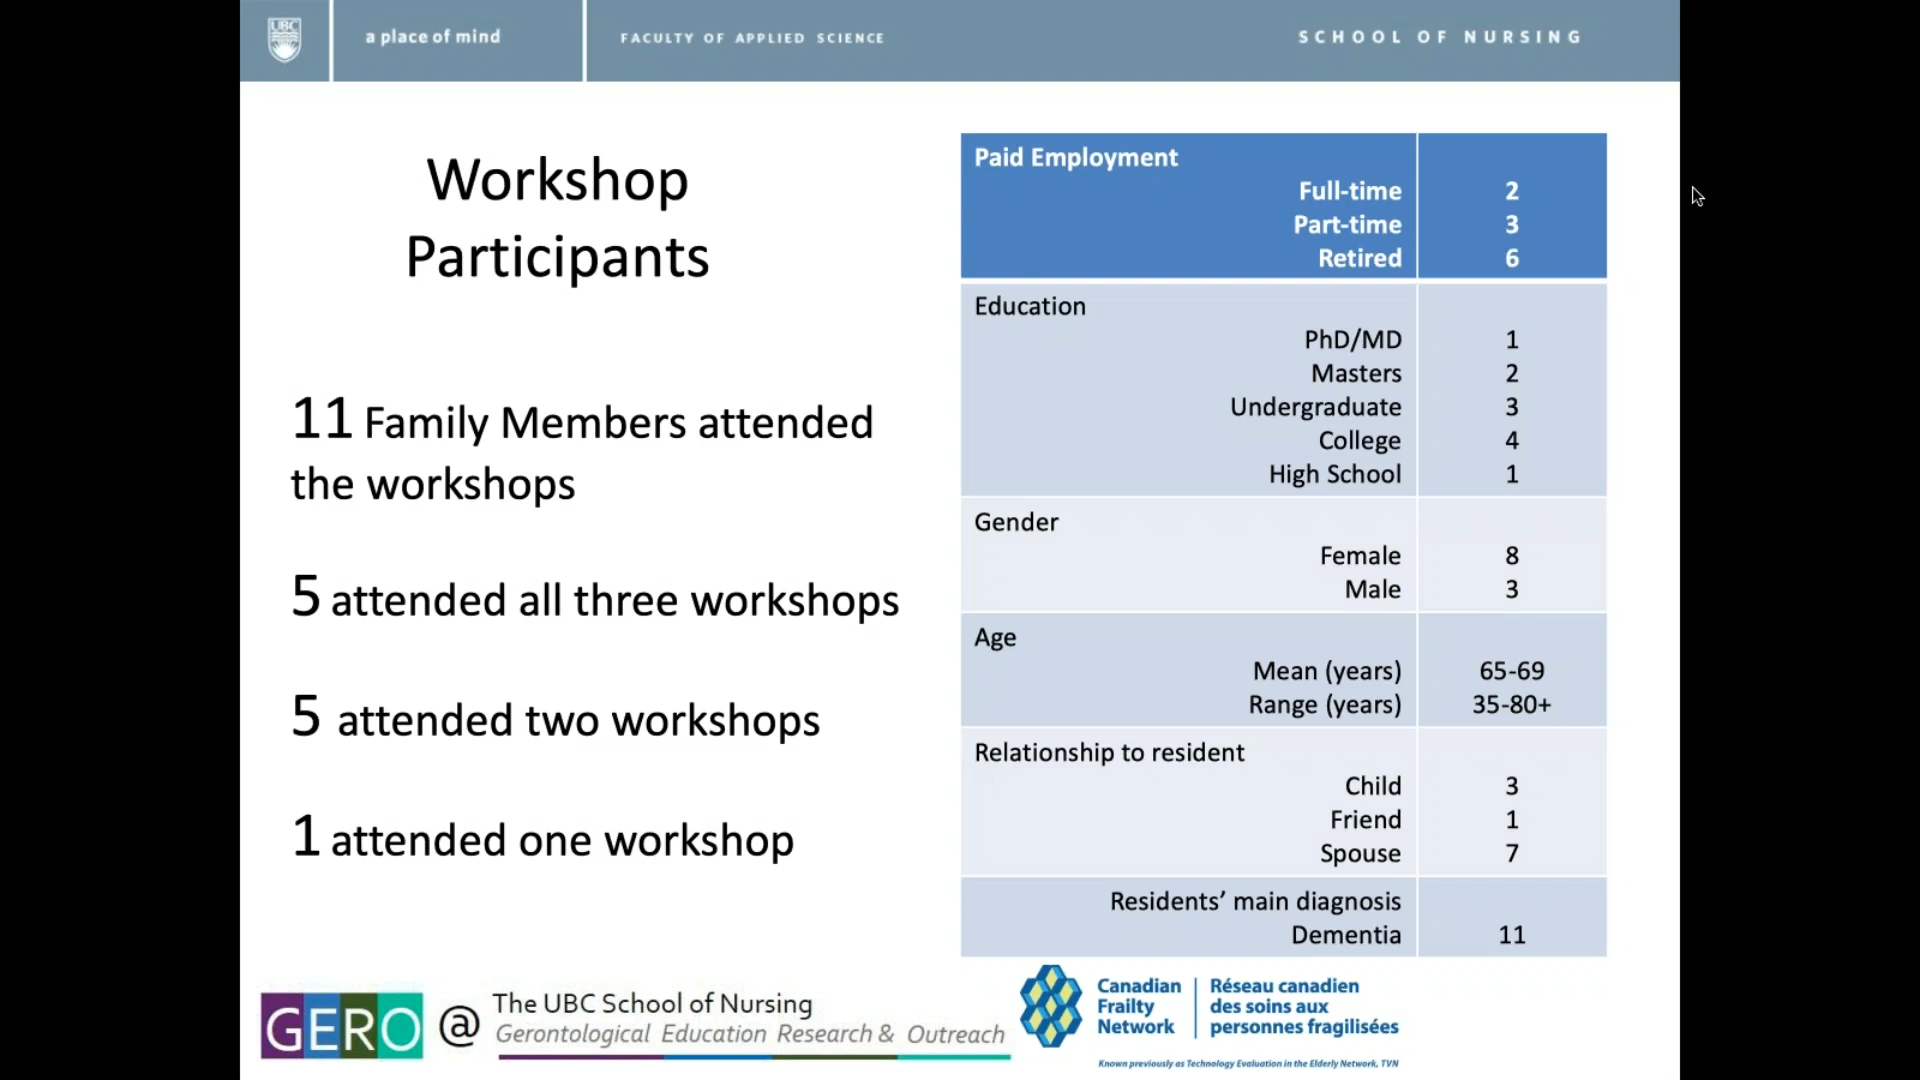 UBC
a place of mind
FACULTY OF APPLIED SCIENCE
SCHOOL OF NURSING
Workshop
Participants
11 Family Members attended
the workshops
5 attended all three workshops
5 attended two workshops
1 attended one workshop
Paid Employment
Full-time 2
Part-time 3
Retired 6
Education
PhD/MD 1
Masters 2
Undergraduate 3
College 4
High School 1
Gender
Female 8
Male 3
Age
Mean (years) 65-69
Range (years) 35-80+
Relationship to resident
Child 3
Friend 1
Spouse 7
Residents’ main diagnosis
Dementia 11
GERO @
The UBC School of Nursing
Gerontological Education Research & Outreach
Canadian
Frailty
Network
Réseau canadien
des soins aux
personnes fragilisées
Known previously as Technology Evaluation in the Elderly Network, TVN